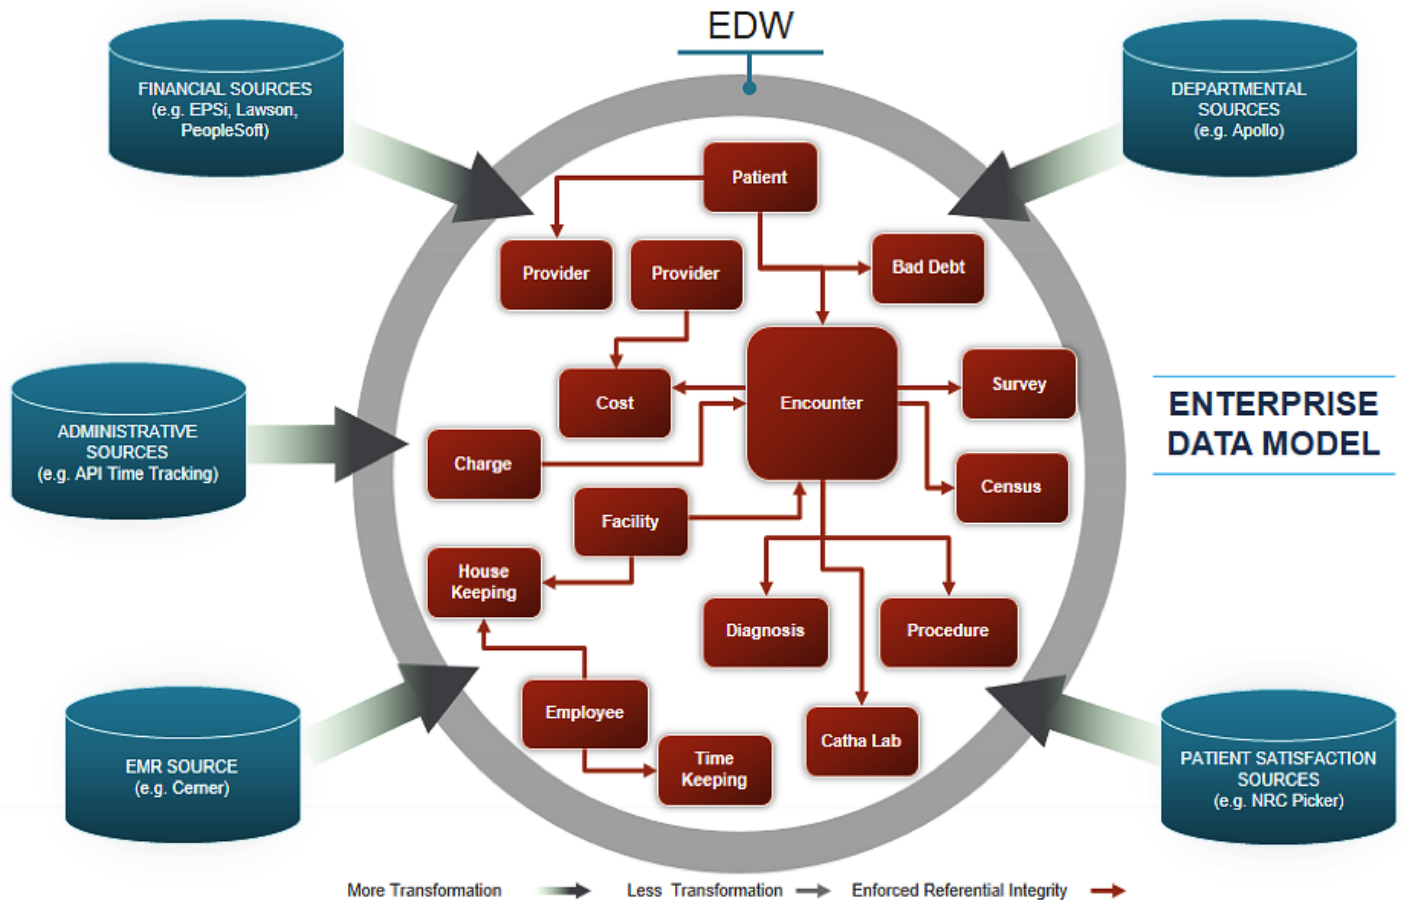 EDW
FINANCIAL SOURCES
(e.g. EPSi, Lawson,
PeopleSoft)
DEPARTMENTAL
SOURCES
(e.g. Apollo)
Patient
Provider
Provider
Bad Debt
Cost
Encounter
Survey
ENTERPRISE
DATA MODEL
ADMINISTRATIVE
SOURCES
(e.g. API Time Tracking)
Charge
Census
Facility
House
Keeping
Diagnosis
Procedure
Employee
Catha Lab
Time
Keeping
EMR SOURCE
(e.g. Cerner)
PATIENT SATISFACTION
SOURCES
(e.g. NRC Picker)
More Transformation
Less Transformation
Enforced Referential Integrity